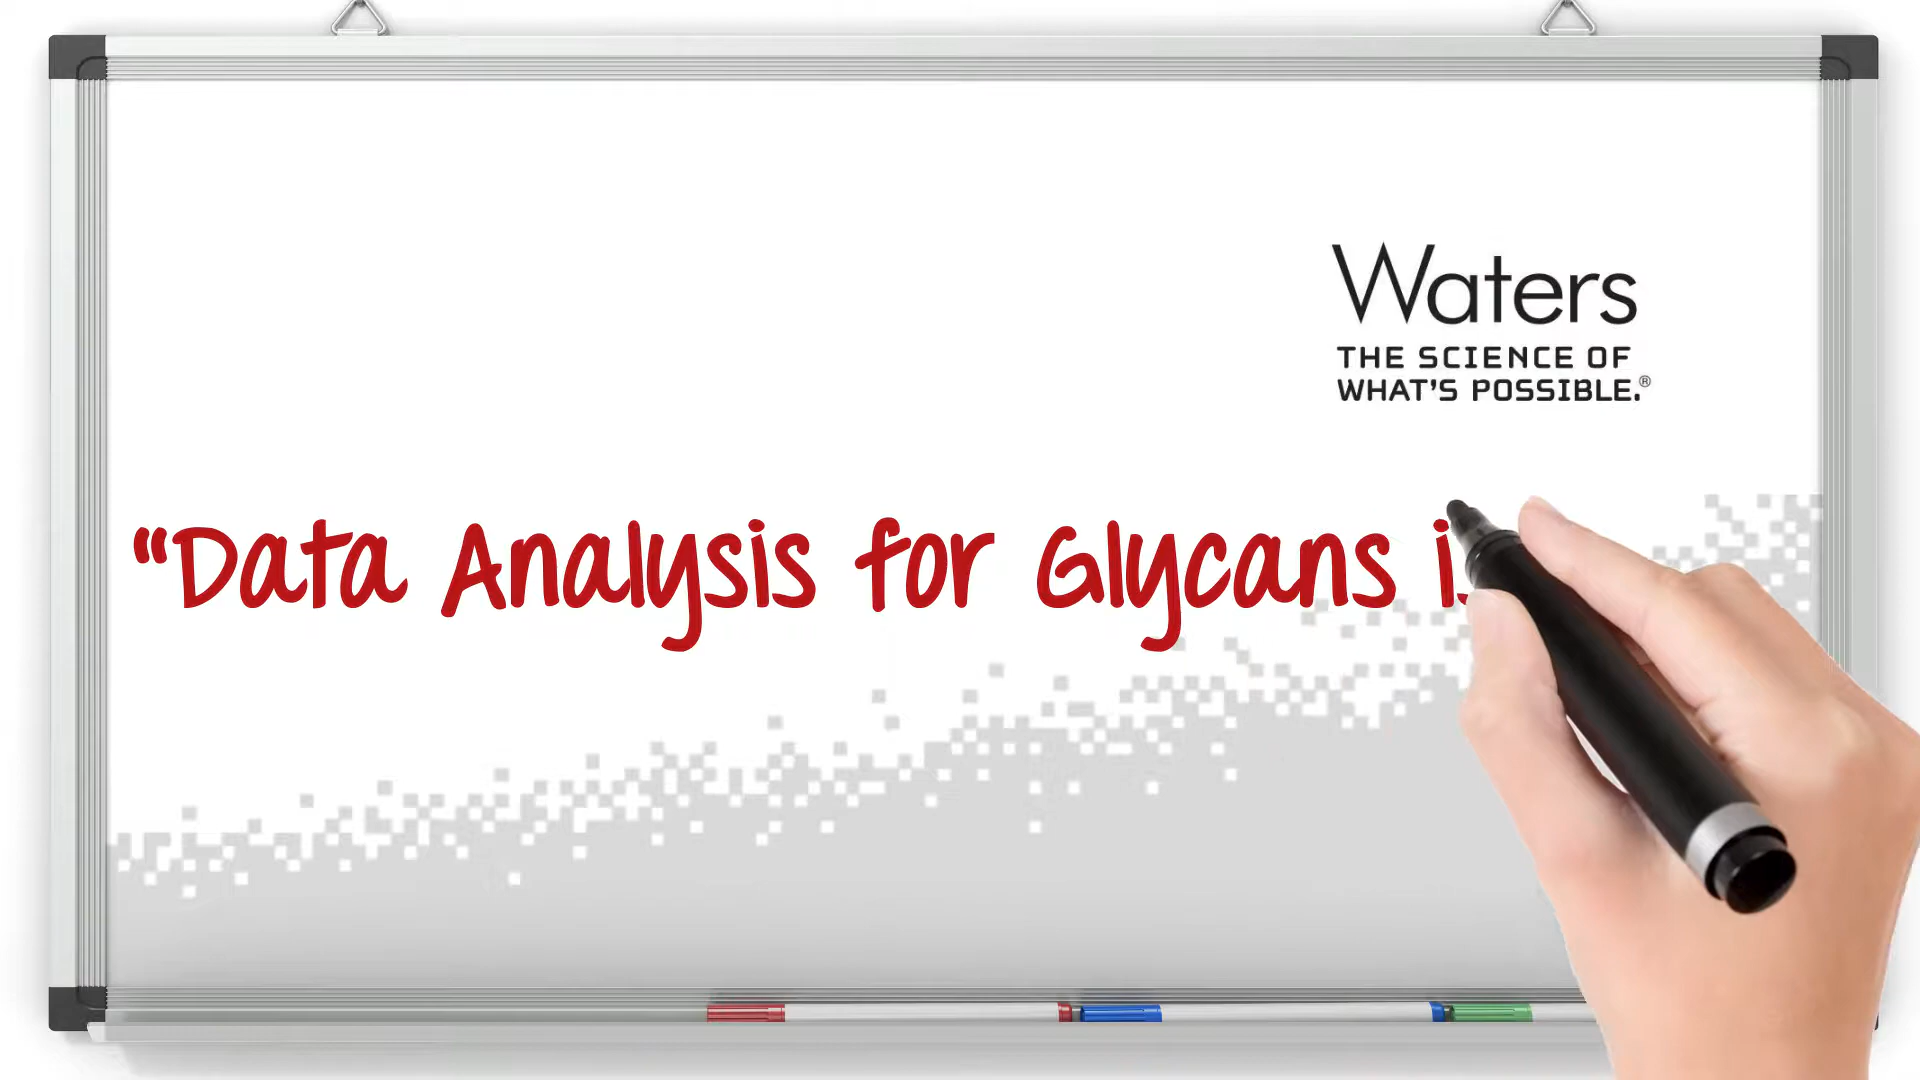 Waters
THE SCIENCE OF
WHAT'S POSSIBLE.®
“Data Analysis for Glycans i